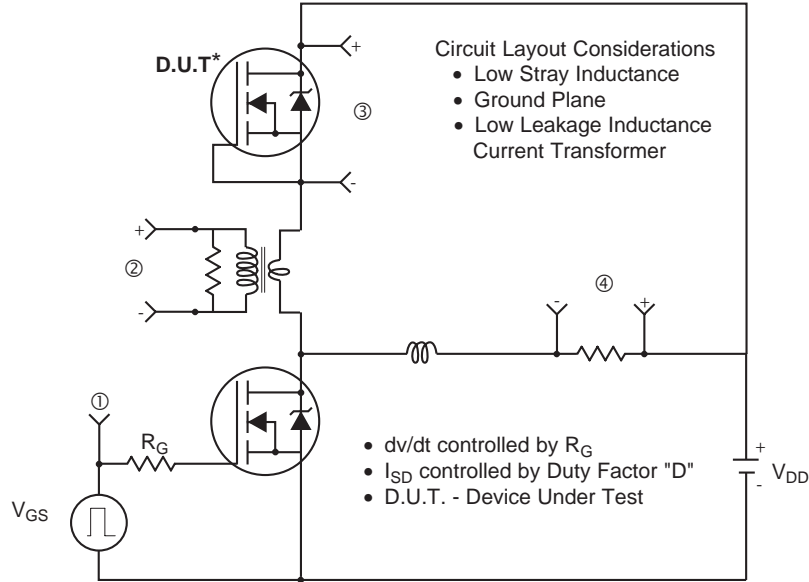 +
D.U.T*
Circuit Layout Considerations
• Low Stray Inductance
• Ground Plane
• Low Leakage Inductance
Current Transformer
③
-
+
②
-
④
-
+
①
RG
• dv/dt controlled by RG
• ISD controlled by Duty Factor "D"
• D.U.T. - Device Under Test
+
VDD
-
VGS